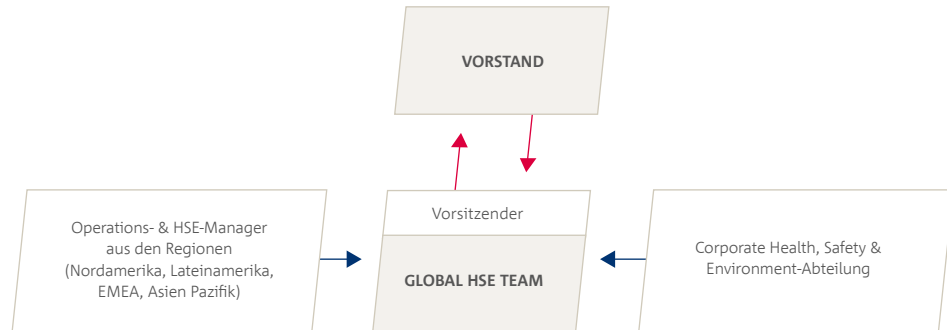 VORSTAND
Operations- & HSE-Manager
aus den Regionen
(Nordamerika, Lateinamerika,
EMEA, Asien Pazifik)
Vorsitzender
GLOBAL HSE TEAM
Corporate Health, Safety &
Environment-Abteilung